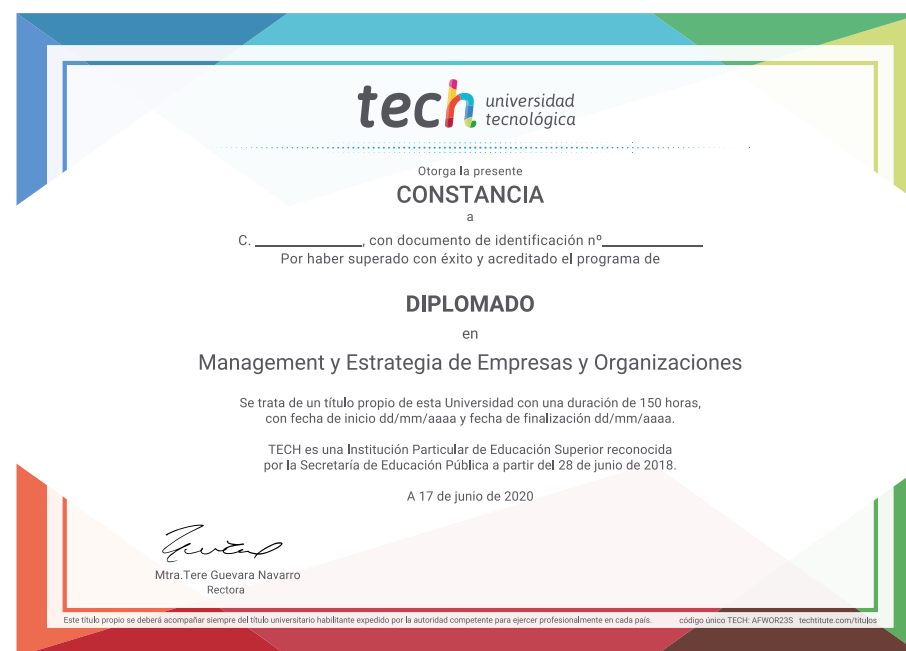 tech universidad
tecnológica
Otorga la presente
CONSTANCIA
a
C. ____________, con documento de identificación nº____________
Por haber superado con éxito y acreditado el programa de
DIPLOMADO
en
Management y Estrategia de Empresas y Organizaciones
Se trata de un título propio de esta Universidad con una duración de 150 horas,
con fecha de inicio dd/mm/aaaa y fecha de finalización dd/mm/aaaa.
TECH es una Institución Particular de Educación Superior reconocida
por la Secretaría de Educación Pública a partir del 28 de junio de 2018.
A 17 de junio de 2020
Mtra.Tere Guevara Navarro
Rectora
Este título propio se deberá acompañar siempre del título universitario habilitante expedido por la autoridad competente para ejercer profesionalmente en cada país. código único TECH: AFWOR23S techtitute.com/titulos